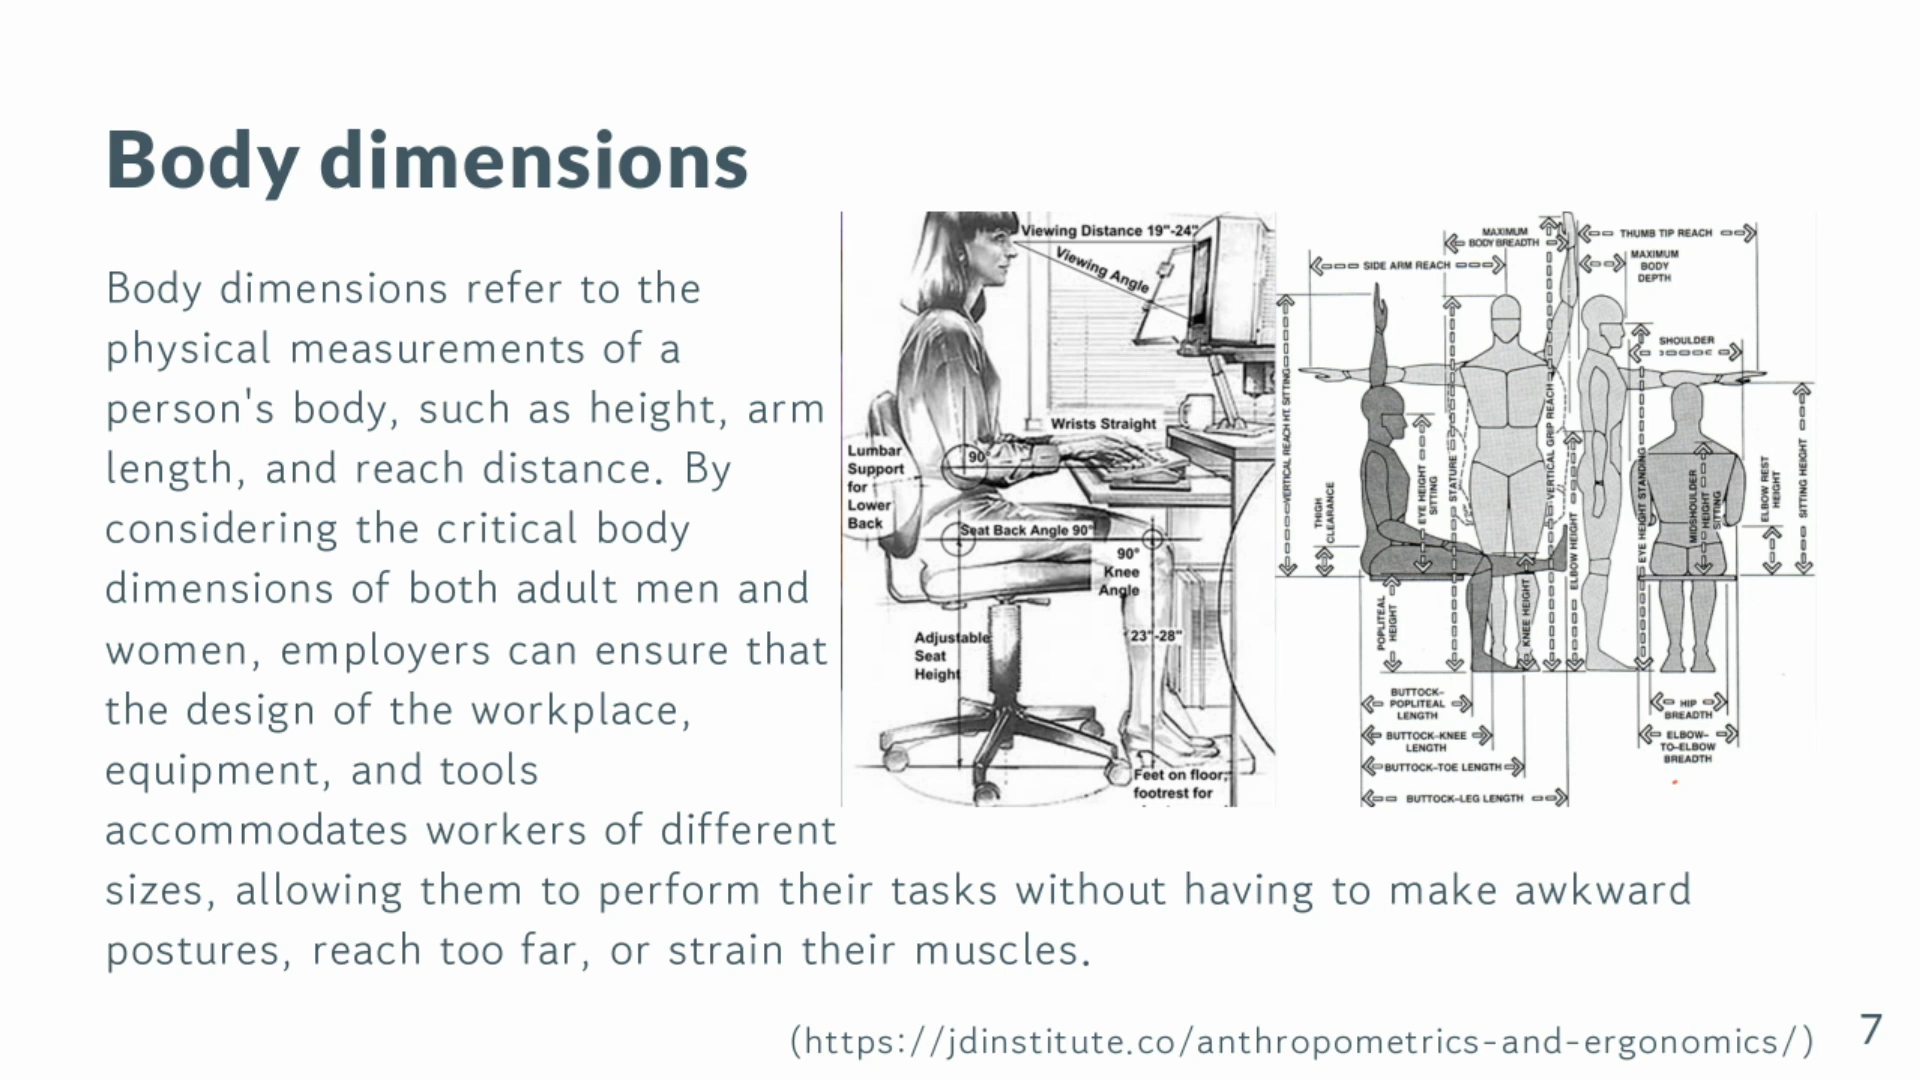 Body dimensions
Body dimensions refer to the
physical measurements of a
person's body, such as height, arm
length, and reach distance. By
considering the critical body
dimensions of both adult men and
women, employers can ensure that
the design of the workplace,
equipment, and tools
accommodates workers of different
sizes, allowing them to perform their tasks without having to make awkward
postures, reach too far, or strain their muscles.
Viewing Distance 19"-24"
Viewing Angle
Wrists Straight
90°
Lumbar
Support
for
Lower
Back
Seat Back Angle 90°
90°
Knee
Angle
23"-28"
Adjustable
Seat
Height
Feet on floor,
footrest for
MAXIMUM
BODY BREADTH
THUMB TIP REACH
MAXIMUM
BODY
DEPTH
SIDE ARM REACH
SHOULDER
VERTICAL REACH HT. SITTING
THIGH
CLEARANCE
EYE HEIGHT
SITTING
STATURE
VERTICAL GRIP REACH
ELBOW HEIGHT
EYE HEIGHT STANDING
MIDSHOULDER
HEIGHT
SITTING
ELBOW REST
HEIGHT
SITTING HEIGHT
POPLITEAL
HEIGHT
KNEE HEIGHT
BUTTOCK-
POPLITEAL
LENGTH
BUTTOCK-KNEE
LENGTH
BUTTOCK-TOE LENGTH
BUTTOCK-LEG LENGTH
HIP
BREADTH
ELBOW-
TO-ELBOW
BREADTH
(https://jdinstitute.co/anthropometrics-and-ergonomics/)
7